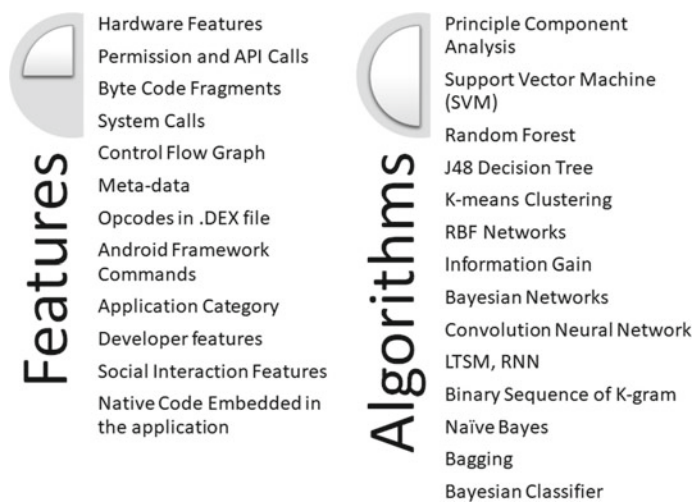 Features
Hardware Features
Permission and API Calls
Byte Code Fragments
System Calls
Control Flow Graph
Meta-data
Opcodes in .DEX file
Android Framework
Commands
Application Category
Developer features
Social Interaction Features
Native Code Embedded in
the application
Algorithms
Principle Component
Analysis
Support Vector Machine
(SVM)
Random Forest
J48 Decision Tree
K-means Clustering
RBF Networks
Information Gain
Bayesian Networks
Convolution Neural Network
LTSM, RNN
Binary Sequence of K-gram
Naïve Bayes
Bagging
Bayesian Classifier